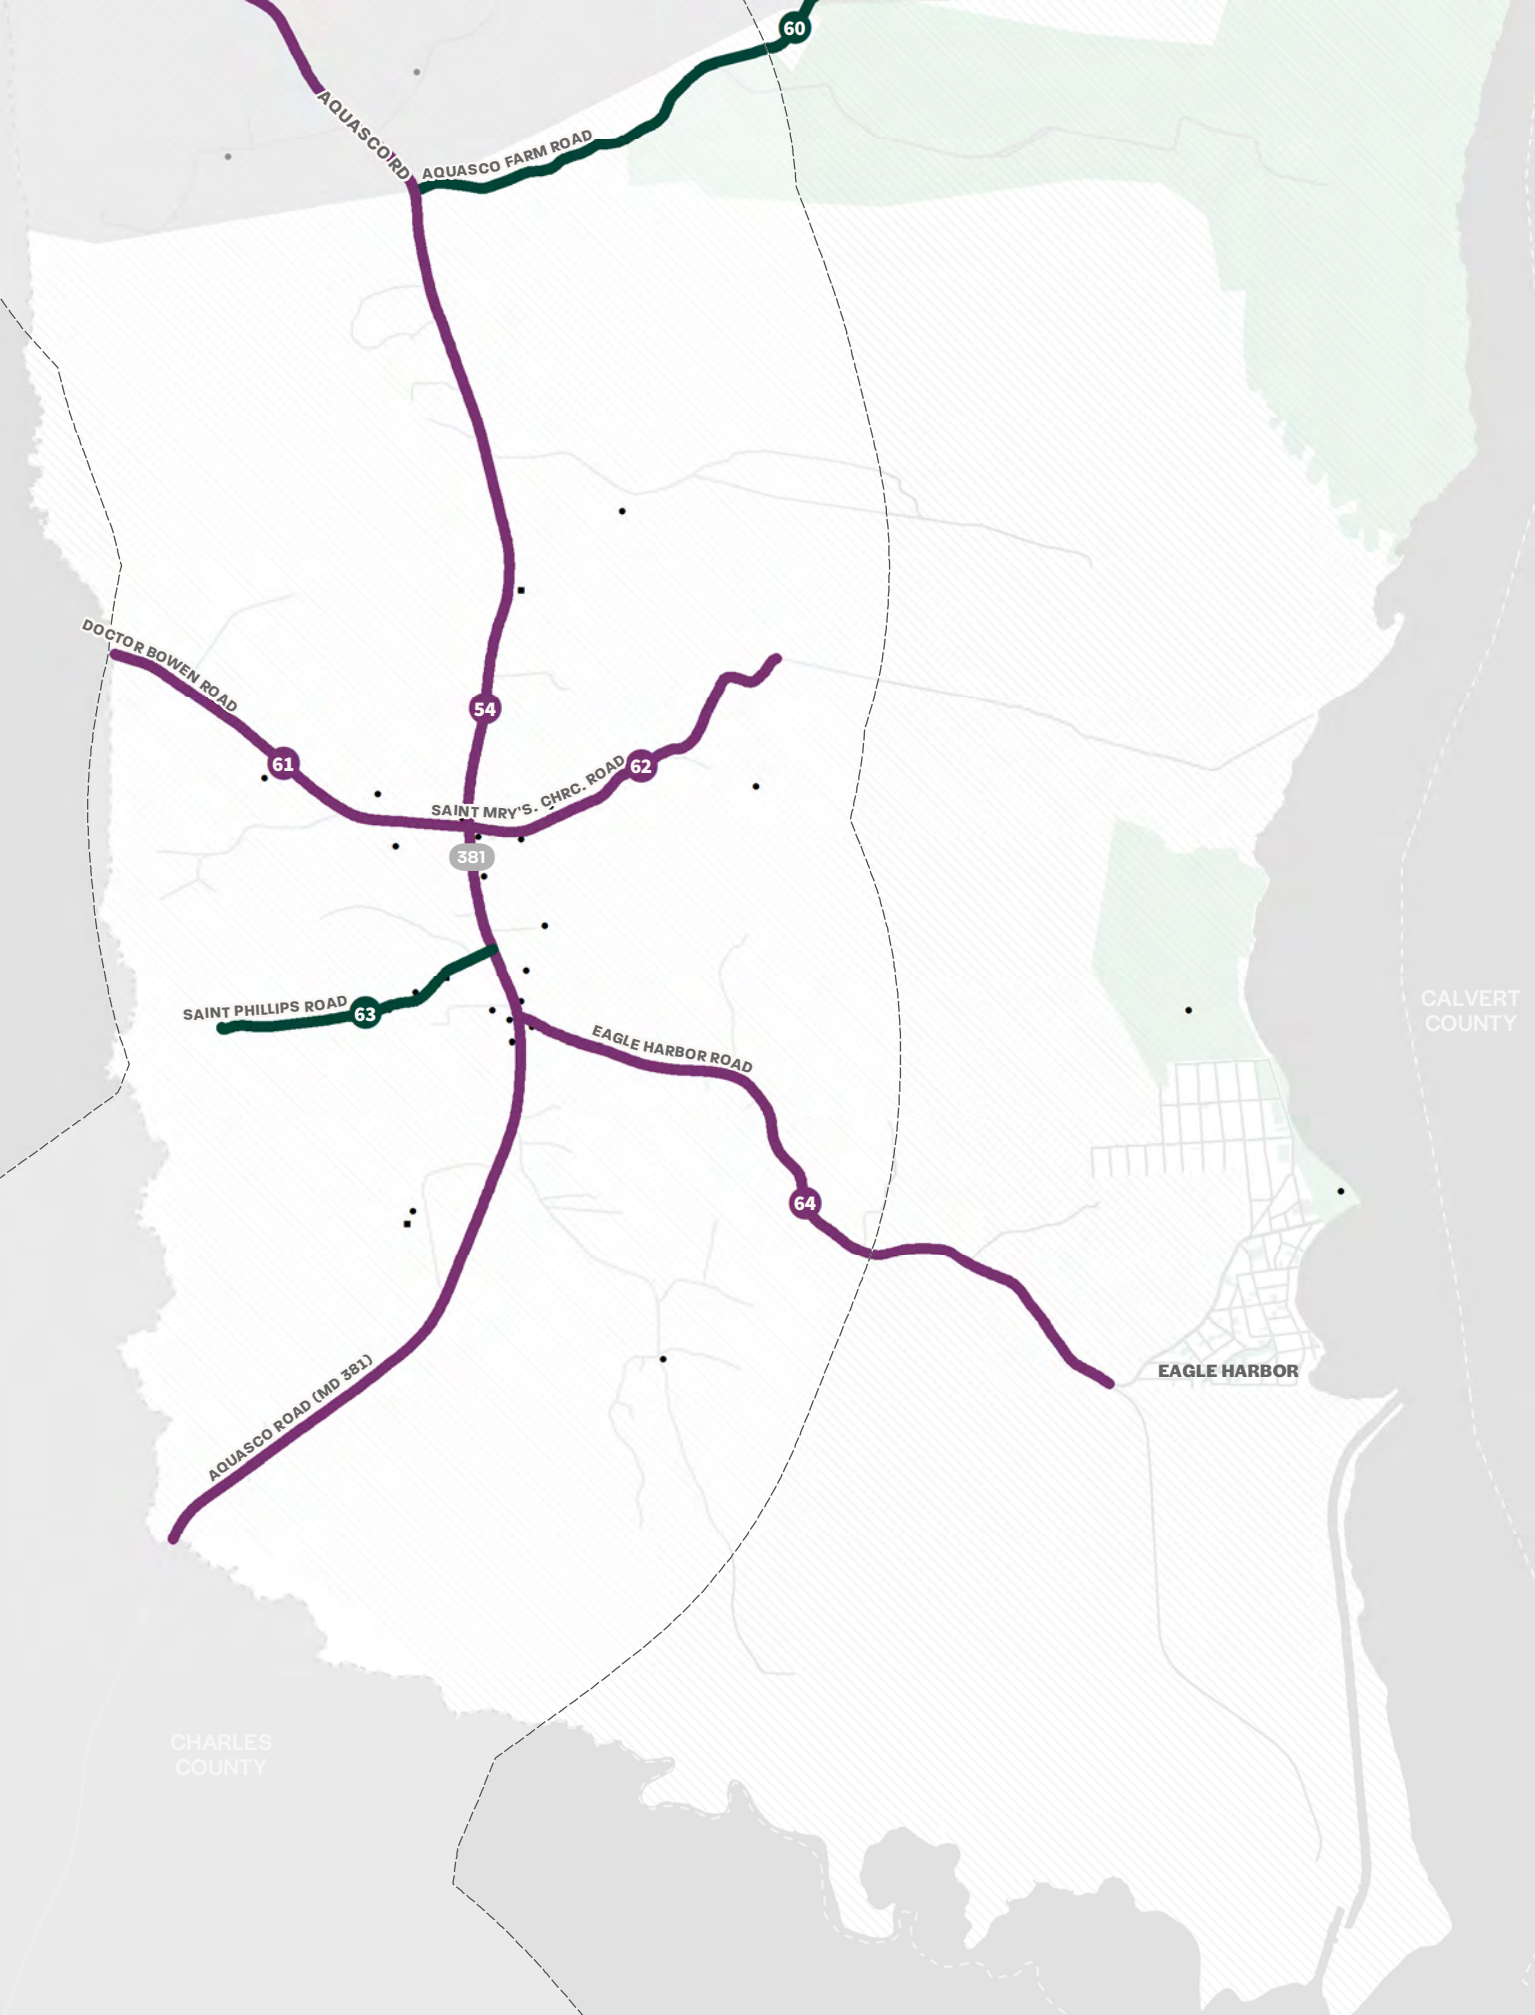 60
AQUASCO RD
AQUASCO FARM ROAD
DOCTOR BOWEN ROAD
54
61
62
SAINT MRY'S. CHRC. ROAD
381
CALVERT
COUNTY
SAINT PHILLIPS ROAD
63
EAGLE HARBOR ROAD
64
AQUASCO ROAD (MD 381)
EAGLE HARBOR
CHARLES
COUNTY